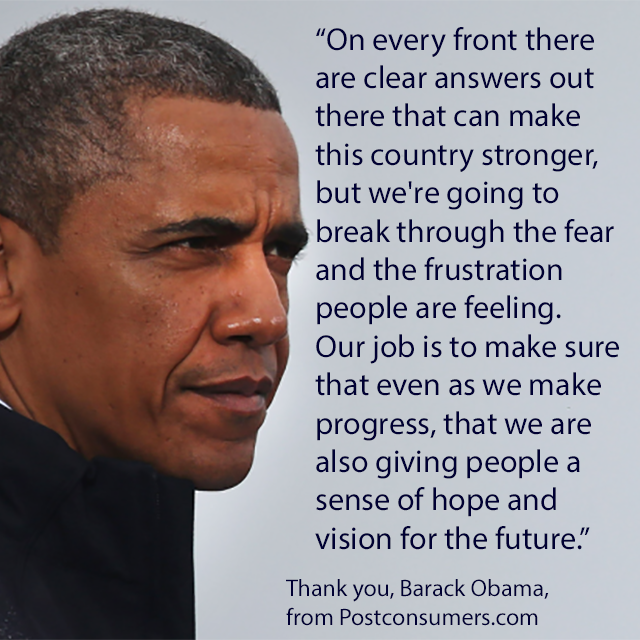 “On every front there
are clear answers out
there that can make
this country stronger,
but we're going to
break through the fear
and the frustration
people are feeling.
Our job is to make sure
that even as we make
progress, that we are
also giving people a
sense of hope and
vision for the future.”
Thank you, Barack Obama,
from Postconsumers.com